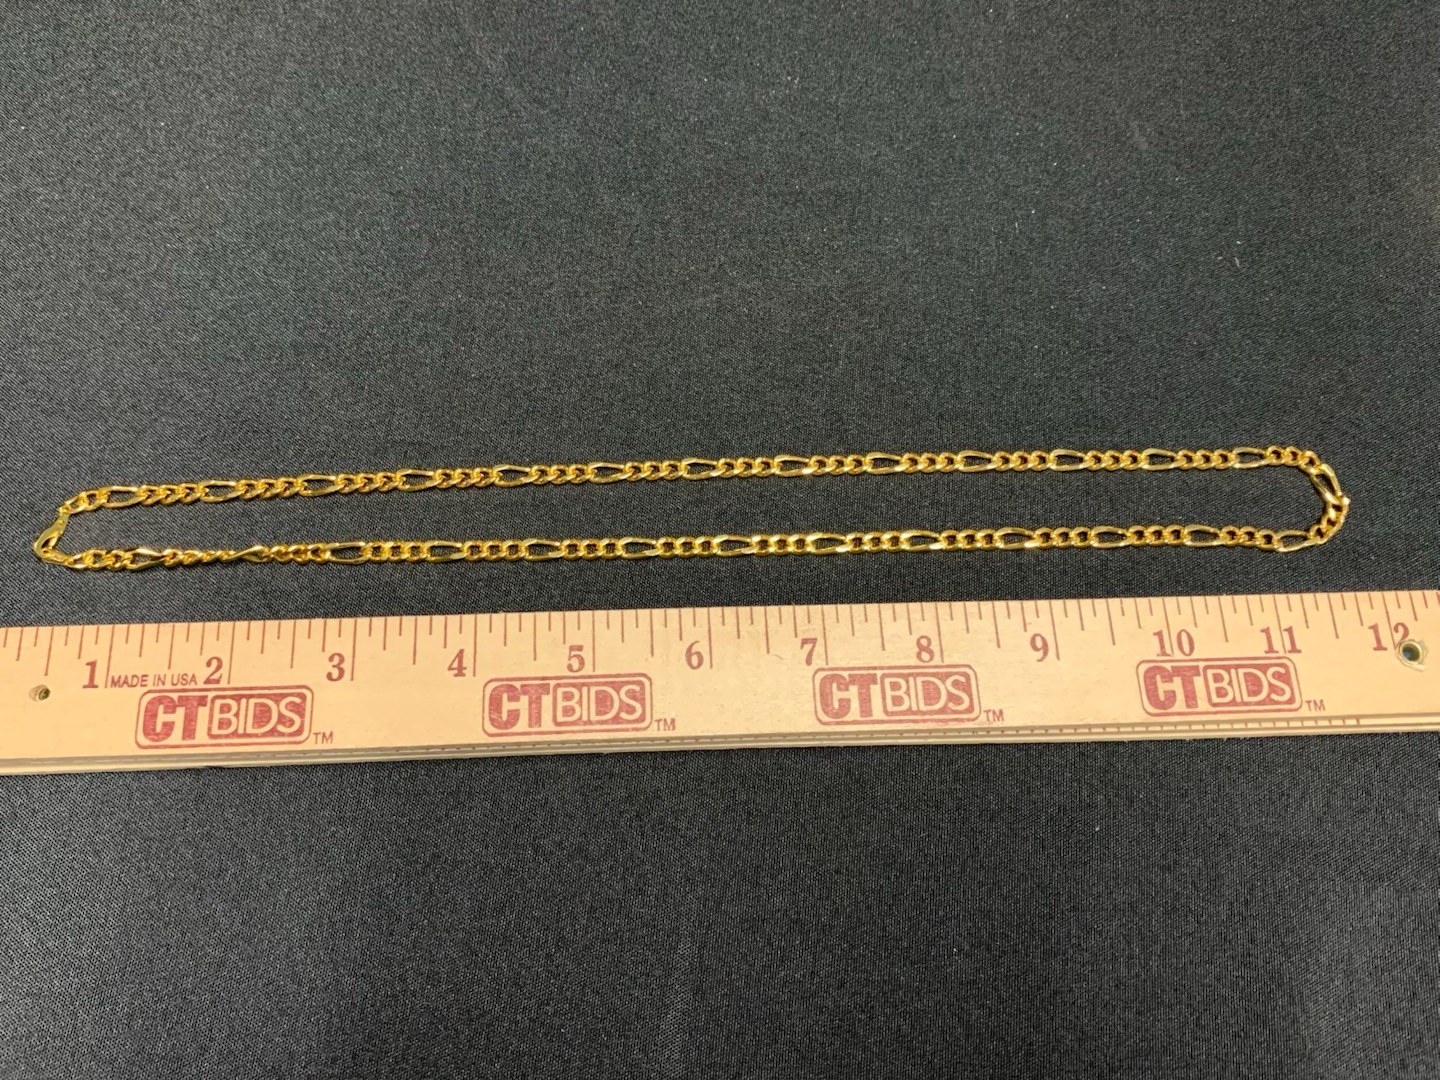 1 2 3 4 5 6 7 8 9 10 11 12
MADE IN USA
CTBIDS TM CTBIDS TM CTBIDS TM CTBIDS TM